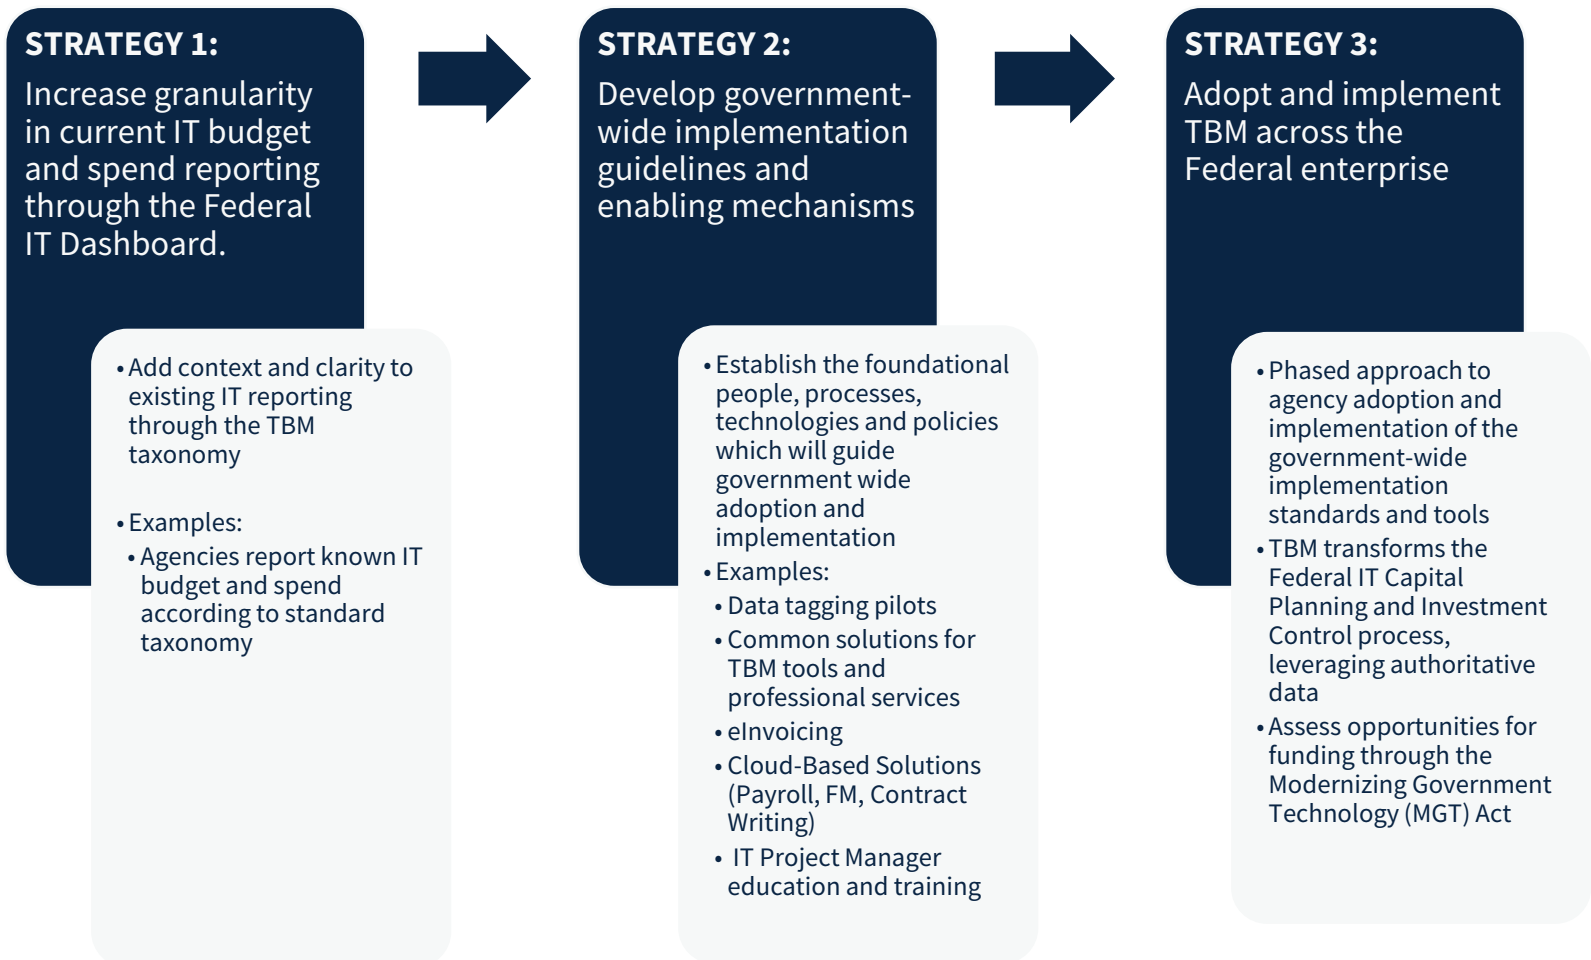 STRATEGY 1:
Increase granularity
in current IT budget
and spend reporting
through the Federal
IT Dashboard.
• Add context and clarity to
existing IT reporting
through the TBM
taxonomy
• Examples:
• Agencies report known IT
budget and spend
according to standard
taxonomy
STRATEGY 2:
Develop government-
wide implementation
guidelines and
enabling mechanisms
• Establish the foundational
people, processes,
technologies and policies
which will guide
government wide
adoption and
implementation
• Examples:
• Data tagging pilots
• Common solutions for
TBM tools and
professional services
• eInvoicing
• Cloud-Based Solutions
(Payroll, FM, Contract
Writing)
• IT Project Manager
education and training
STRATEGY 3:
Adopt and implement
TBM across the
Federal enterprise
• Phased approach to
agency adoption and
implementation of the
government-wide
implementation
standards and tools
• TBM transforms the
Federal IT Capital
Planning and Investment
Control process,
leveraging authoritative
data
• Assess opportunities for
funding through the
Modernizing Government
Technology (MGT) Act